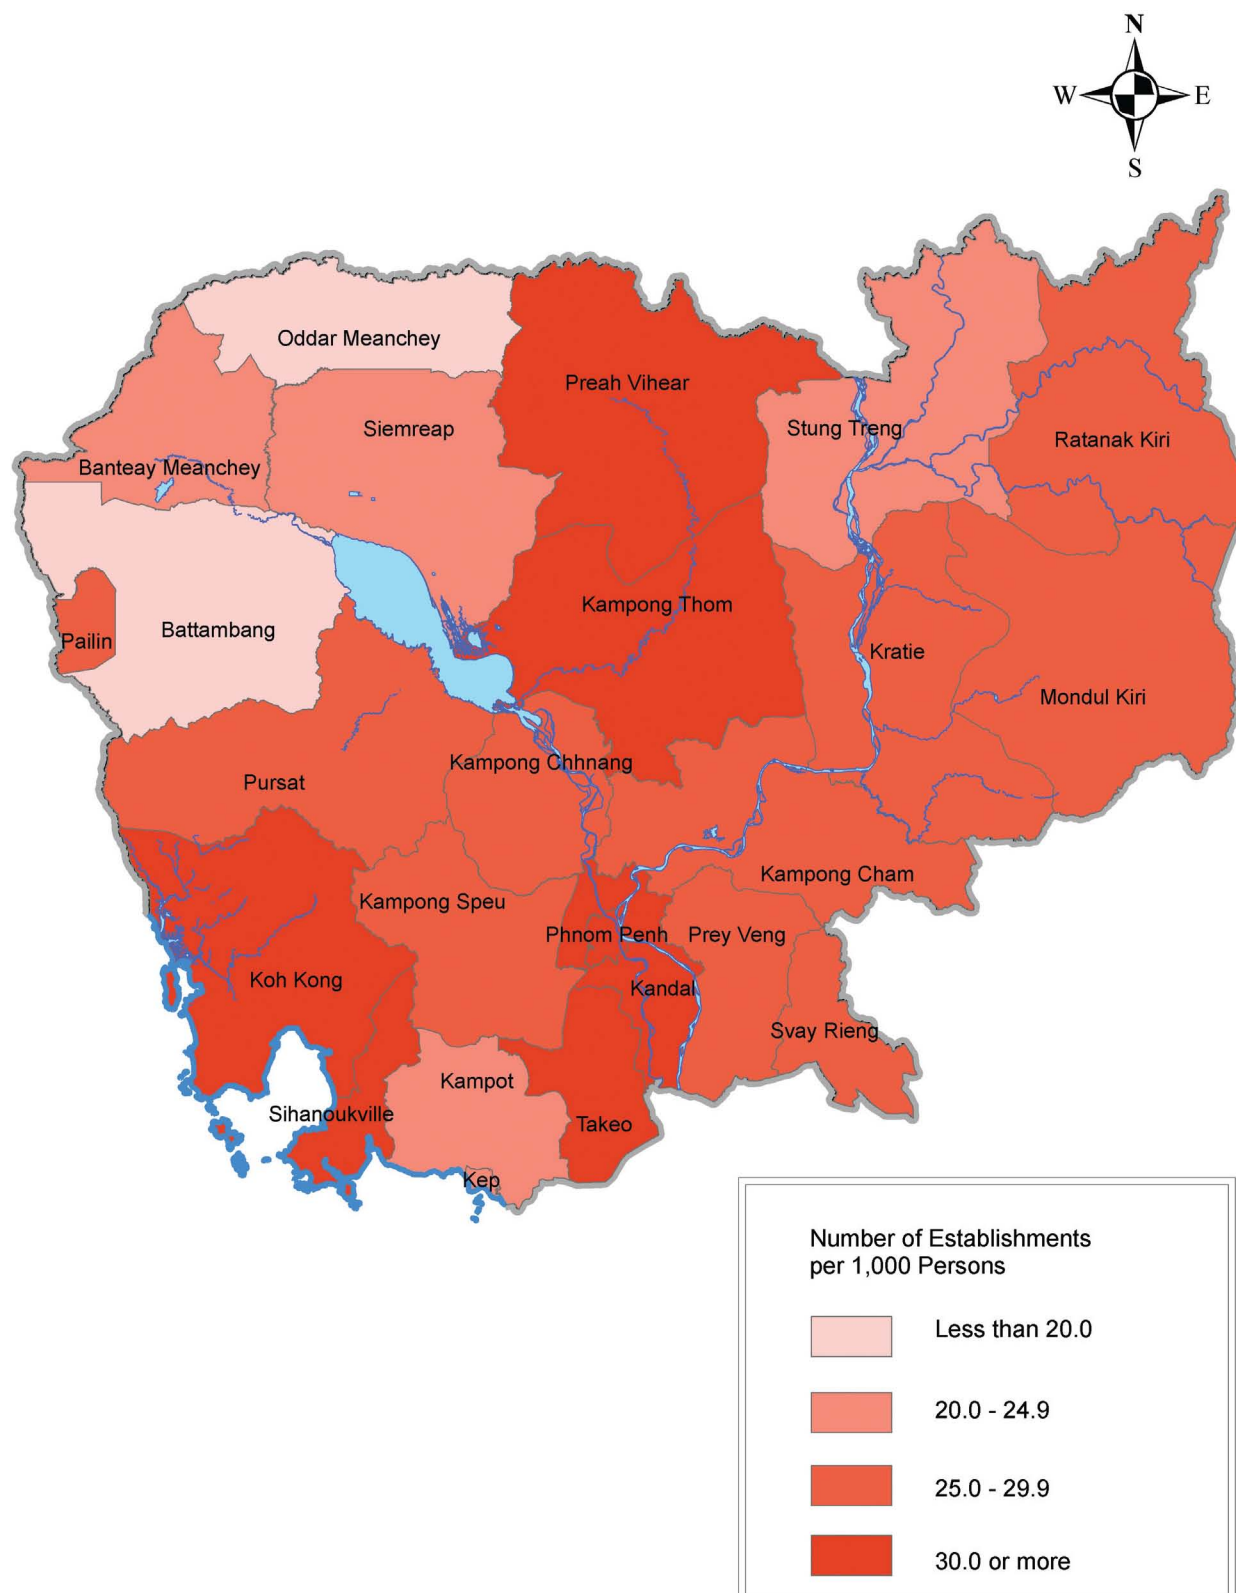 N
W E
S
Oddar Meanchey
Preah Vihear
Siemreap
Stung Treng
Ratanak Kiri
Banteay Meanchey
Kampong Thom
Battambang
Pailin
Kratie
Mondul Kiri
Kampong Chhnang
Pursat
Kampong Cham
Kampong Speu
Phnom Penh
Prey Veng
Koh Kong
Kandal
Svay Rieng
Kampot
Sihanoukville
Takeo
Kep
Number of Establishments
per 1,000 Persons
Less than 20.0
20.0 - 24.9
25.0 - 29.9
30.0 or more